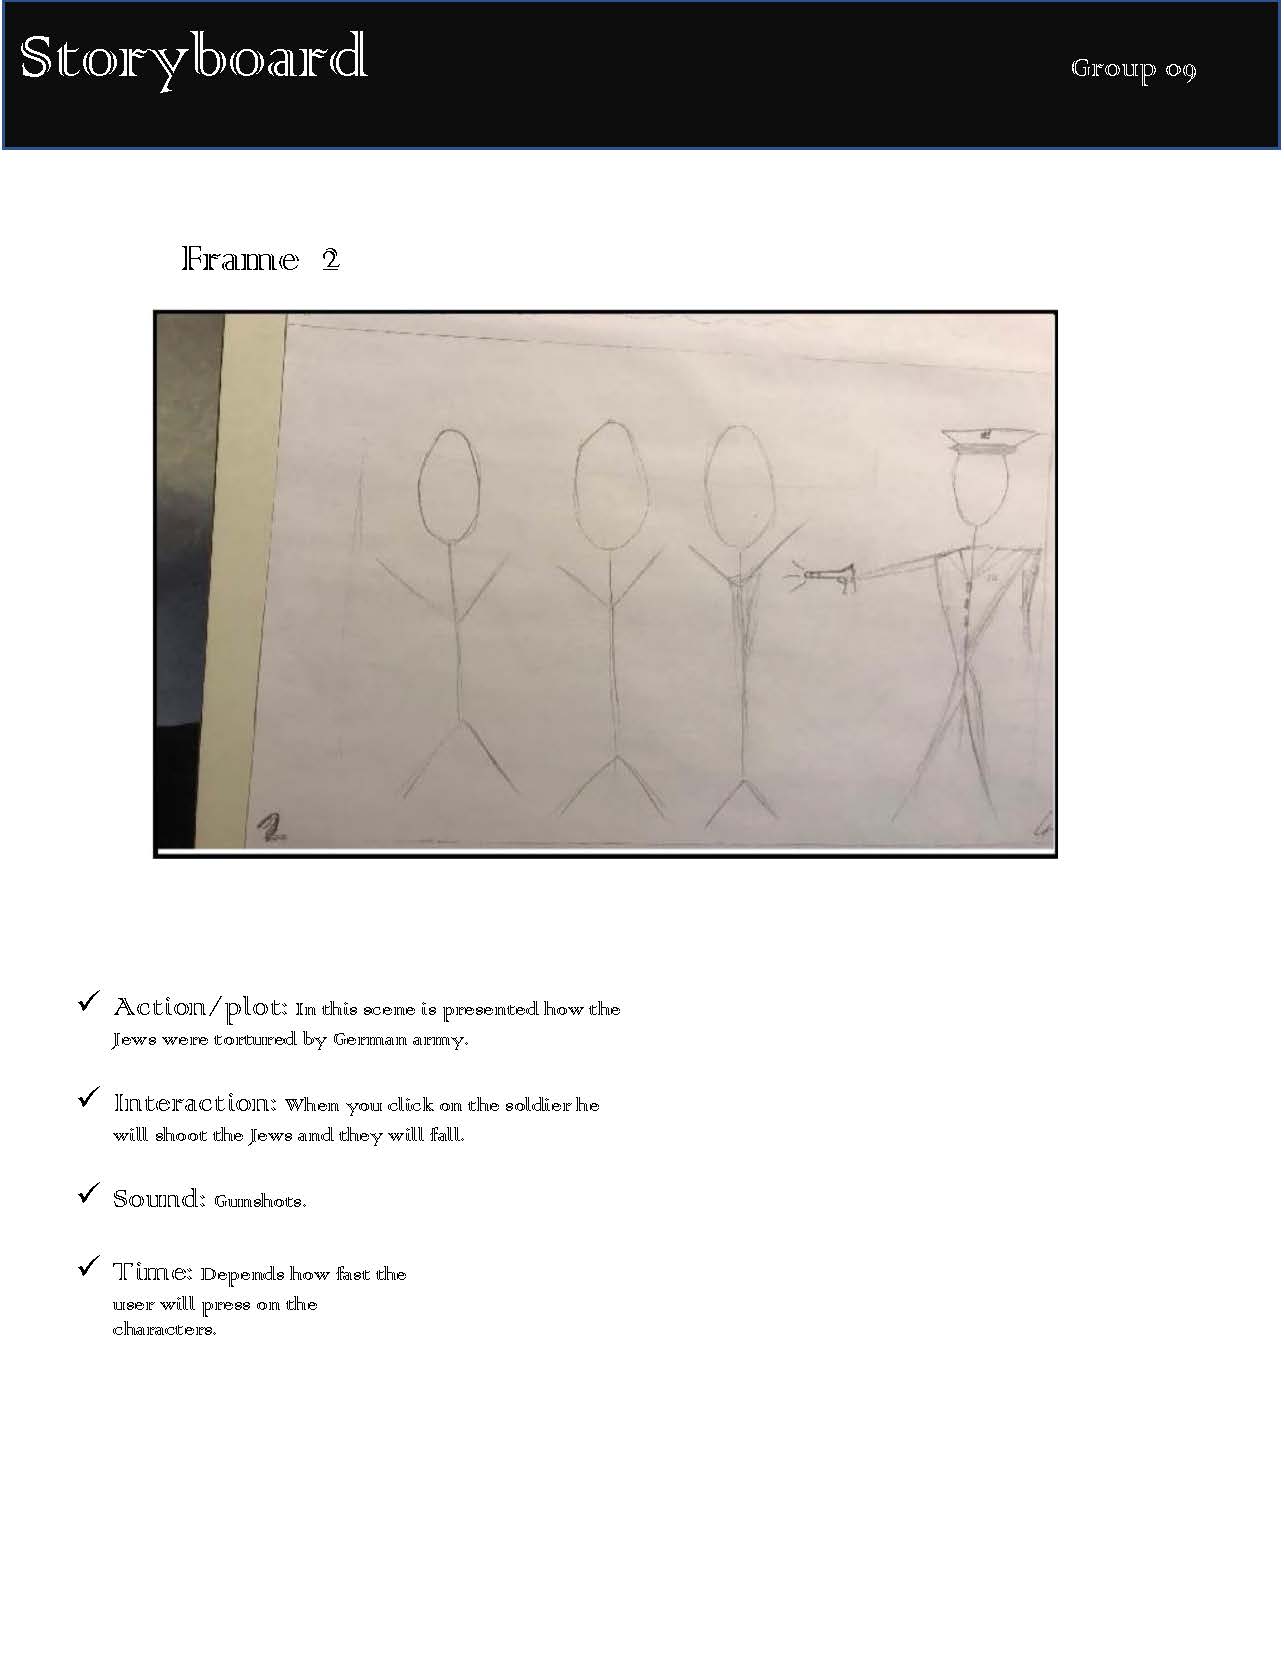 Storyboard
Group 09
Frame 2
2
Action/plot: In this scene is presented how the
Jews were tortured by German army.
Interaction: When you click on the soldier he
will shoot the Jews and they will fall.
Sound: Gunshots.
Time: Depends how fast the
user will press on the
characters.